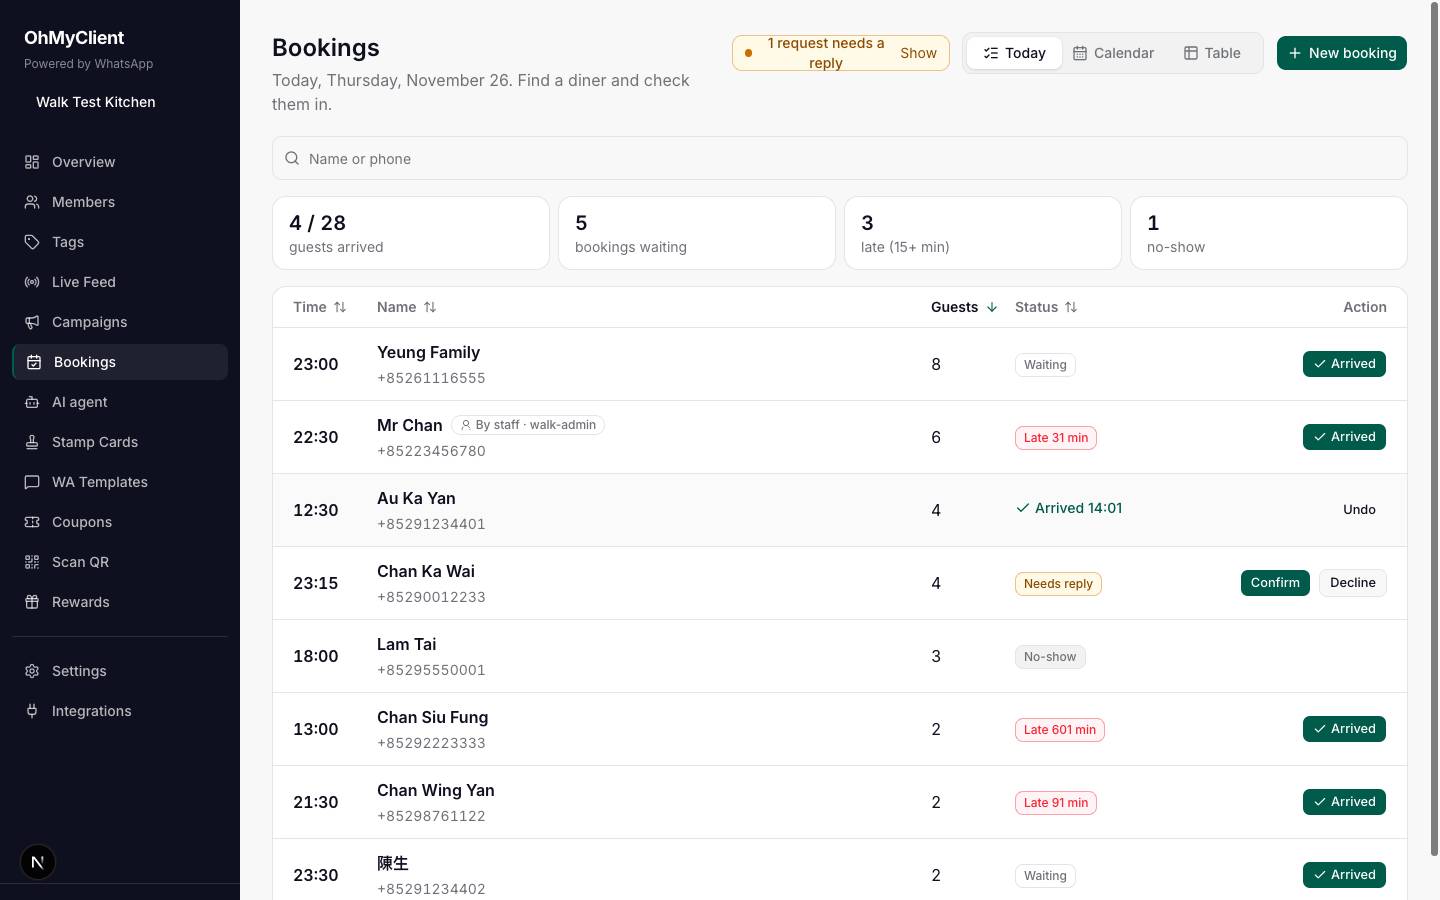 OhMyClient
Powered by WhatsApp
Walk Test Kitchen
Overview
Members
Tags
Live Feed
Campaigns
Bookings
AI agent
Stamp Cards
WA Templates
Coupons
Scan QR
Rewards
Settings
Integrations
N
Bookings
Today, Thursday, November 26. Find a diner and check
them in.
1 request needs a
reply
Show
Today
Calendar
Table
New booking
Name or phone
4 / 28
guests arrived
5
bookings waiting
3
late (15+ min)
1
no-show
Time Name Guests Status Action
23:00 Yeung Family 8 Waiting Arrived
+85261116555
22:30 Mr Chan By staff · walk-admin 6 Late 31 min Arrived
+85223456780
12:30 Au Ka Yan 4 Arrived 14:01 Undo
+85291234401
23:15 Chan Ka Wai 4 Needs reply Confirm Decline
+85290012233
18:00 Lam Tai 3 No-show
+85295550001
13:00 Chan Siu Fung 2 Late 601 min Arrived
+85292223333
21:30 Chan Wing Yan 2 Late 91 min Arrived
+85298761122
23:30 陳生 2 Waiting Arrived
+85291234402